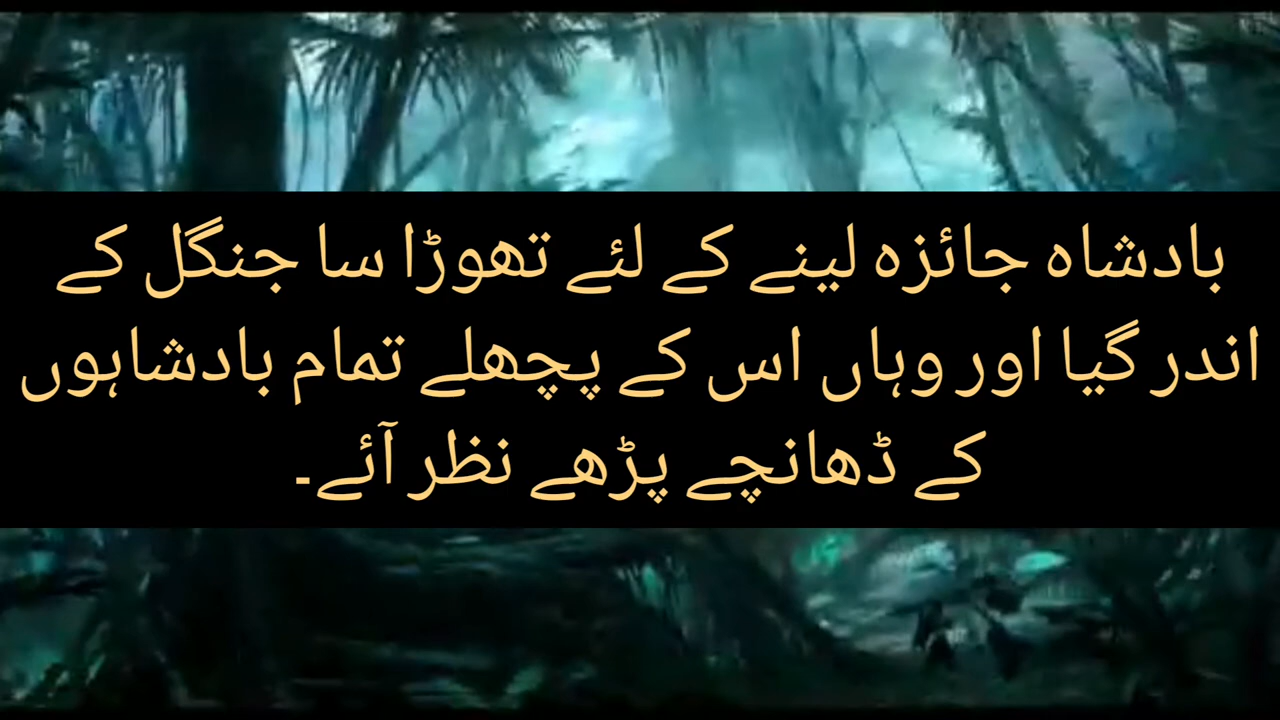 بادشاہ جائزہ لینے کے لئے تھوڑا سا جنگل کے
اندر گیا اور وہاں اس کے پچھلے تمام بادشاہوں
کے ڈھانچے پڑھے نظر آئے۔